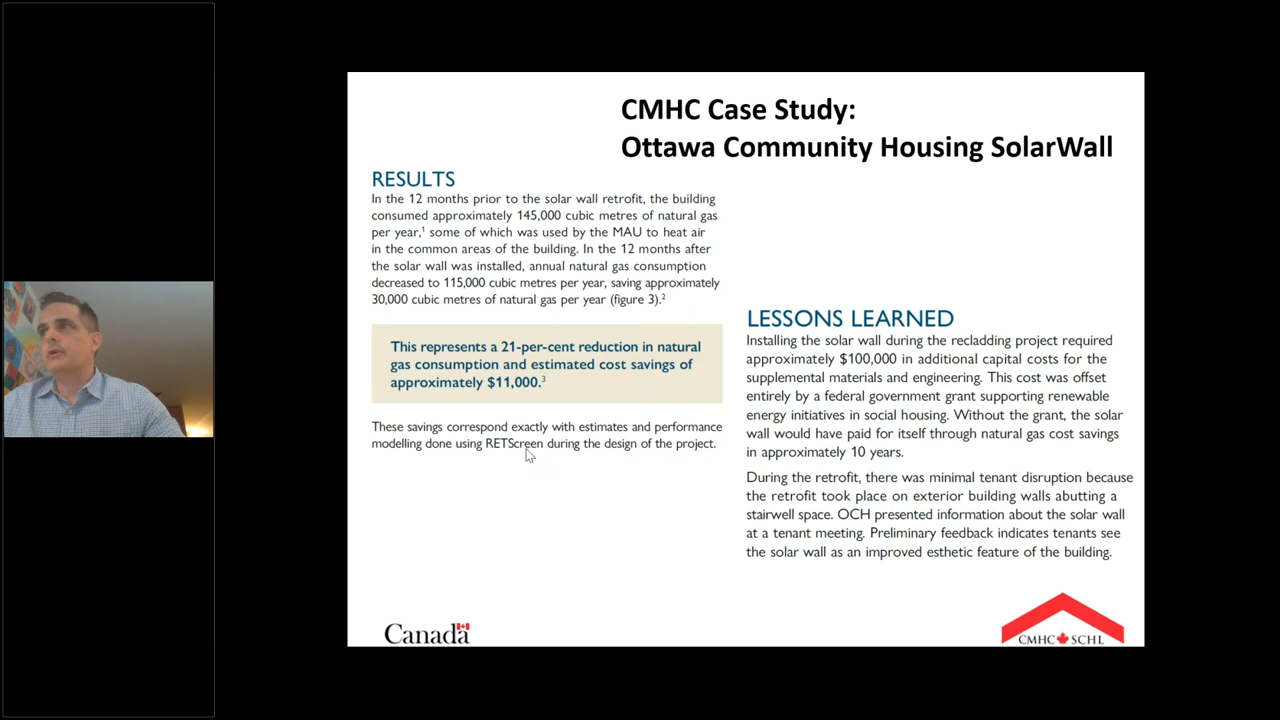 CMHC Case Study:
Ottawa Community Housing SolarWall
RESULTS
In the 12 months prior to the solar wall retrofit, the building
consumed approximately 145,000 cubic metres of natural gas
per year,¹ some of which was used by the MAU to heat air
in the common areas of the building. In the 12 months after
the solar wall was installed, annual natural gas consumption
decreased to 115,000 cubic metres per year, saving approximately
30,000 cubic metres of natural gas per year (figure 3).²
This represents a 21-per-cent reduction in natural
gas consumption and estimated cost savings of
approximately $11,000.³
These savings correspond exactly with estimates and performance
modelling done using RETScreen during the design of the project.
LESSONS LEARNED
Installing the solar wall during the recladding project required
approximately $100,000 in additional capital costs for the
supplemental materials and engineering. This cost was offset
entirely by a federal government grant supporting renewable
energy initiatives in social housing. Without the grant, the solar
wall would have paid for itself through natural gas cost savings
in approximately 10 years.
During the retrofit, there was minimal tenant disruption because
the retrofit took place on exterior building walls abutting a
stairwell space. OCH presented information about the solar wall
at a tenant meeting. Preliminary feedback indicates tenants see
the solar wall as an improved esthetic feature of the building.
Canada
CMHC SCHL